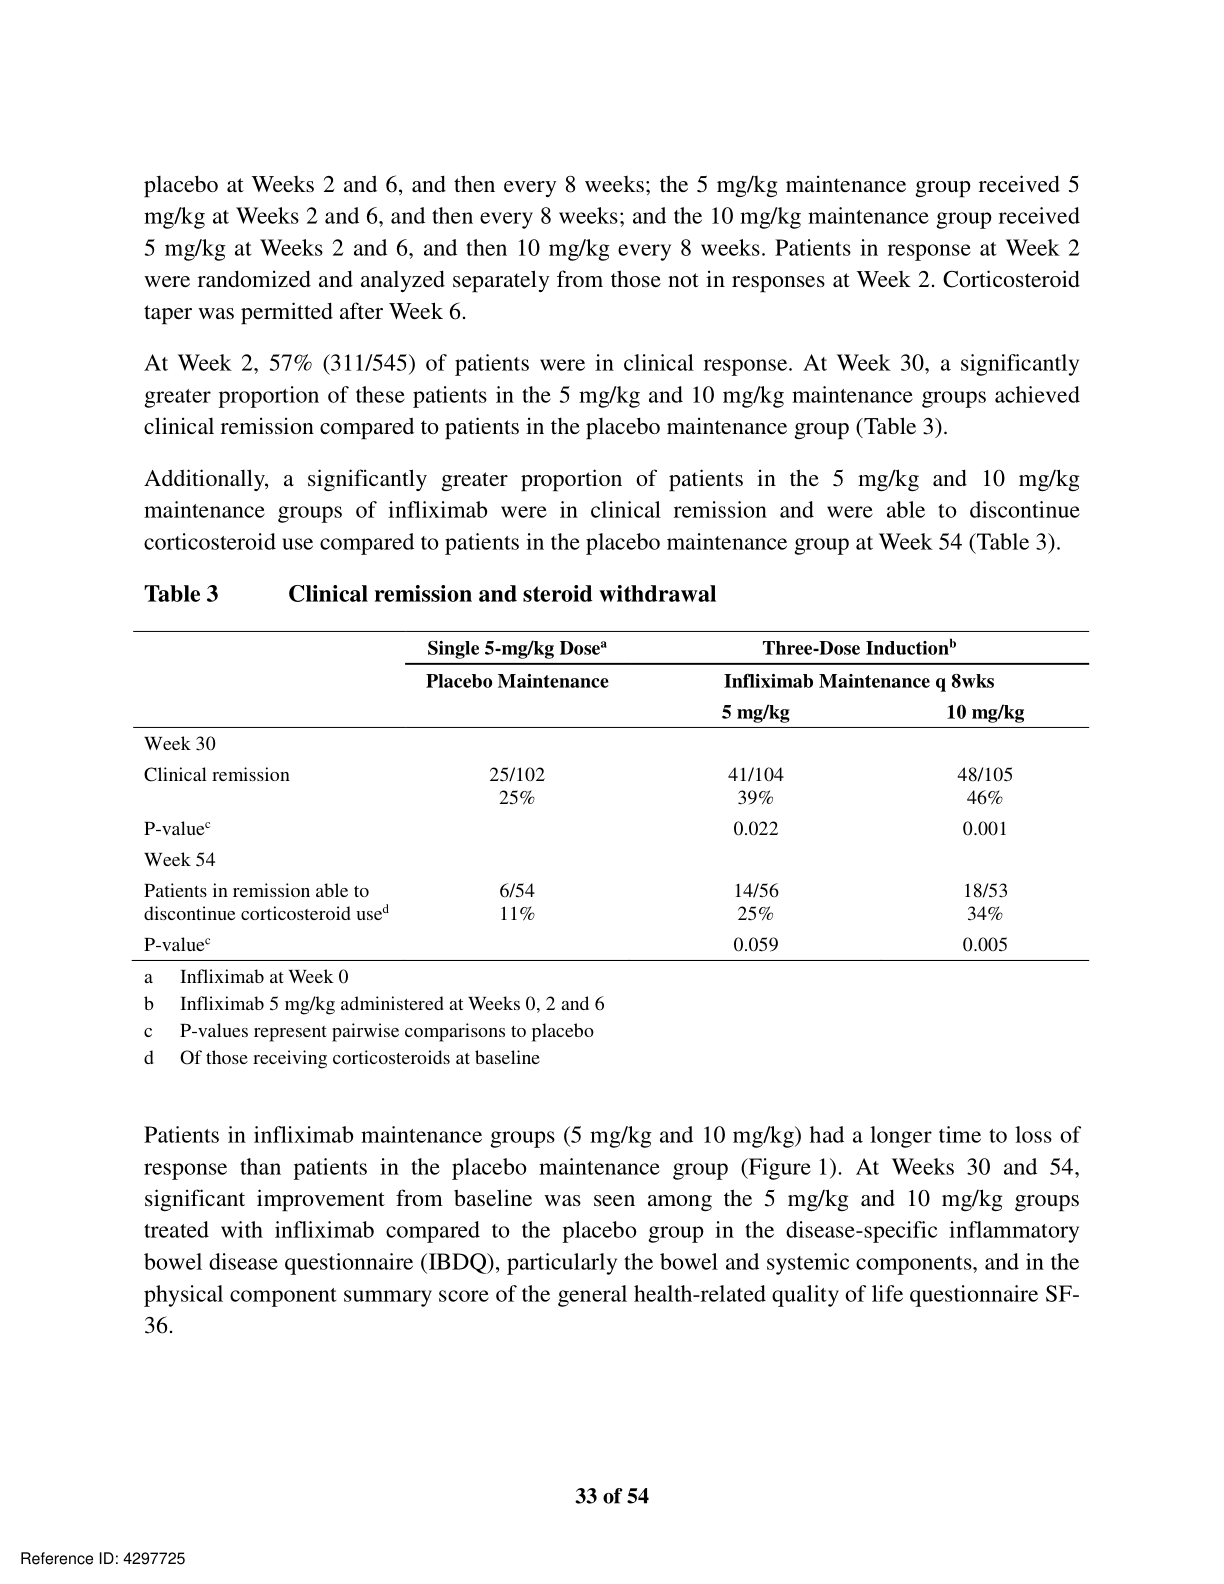 placebo at Weeks 2 and 6, and then every 8 weeks; the 5 mg/kg maintenance group received 5
mg/kg at Weeks 2 and 6, and then every 8 weeks; and the 10 mg/kg maintenance group received
5 mg/kg at Weeks 2 and 6, and then 10 mg/kg every 8 weeks. Patients in response at Week 2
were randomized and analyzed separately from those not in responses at Week 2. Corticosteroid
taper was permitted after Week 6.
At Week 2, 57% (311/545) of patients were in clinical response. At Week 30, a significantly
greater proportion of these patients in the 5 mg/kg and 10 mg/kg maintenance groups achieved
clinical remission compared to patients in the placebo maintenance group (Table 3).
Additionally, a significantly greater proportion of patients in the 5 mg/kg and 10 mg/kg
maintenance groups of infliximab were in clinical remission and were able to discontinue
corticosteroid use compared to patients in the placebo maintenance group at Week 54 (Table 3).
Table 3 Clinical remission and steroid withdrawal
Single 5-mg/kg Doseᵃ Three-Dose Inductionᵇ
Placebo Maintenance Infliximab Maintenance q 8wks
5 mg/kg 10 mg/kg
Week 30
Clinical remission 25/102 41/104 48/105
25% 39% 46%
P-valueᶜ 0.022 0.001
Week 54
Patients in remission able to 6/54 14/56 18/53
discontinue corticosteroid useᵈ 11% 25% 34%
P-valueᶜ 0.059 0.005
a Infliximab at Week 0
b Infliximab 5 mg/kg administered at Weeks 0, 2 and 6
c P-values represent pairwise comparisons to placebo
d Of those receiving corticosteroids at baseline
Patients in infliximab maintenance groups (5 mg/kg and 10 mg/kg) had a longer time to loss of
response than patients in the placebo maintenance group (Figure 1). At Weeks 30 and 54,
significant improvement from baseline was seen among the 5 mg/kg and 10 mg/kg groups
treated with infliximab compared to the placebo group in the disease-specific inflammatory
bowel disease questionnaire (IBDQ), particularly the bowel and systemic components, and in the
physical component summary score of the general health-related quality of life questionnaire SF-
36.
33 of 54
Reference ID: 4297725